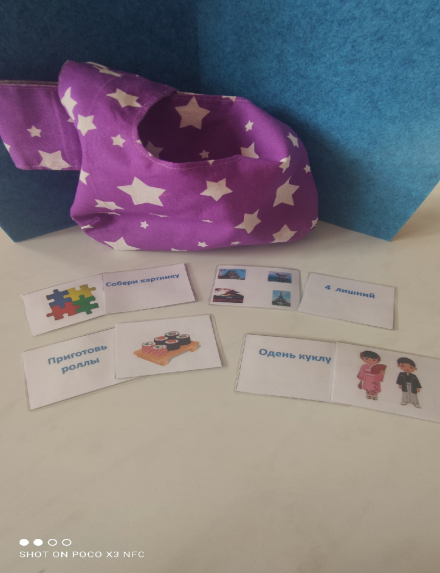 Собери картинку
4 лишний
Приготовь
роллы
Одень куклу
SHOT ON POCO X3 NFC